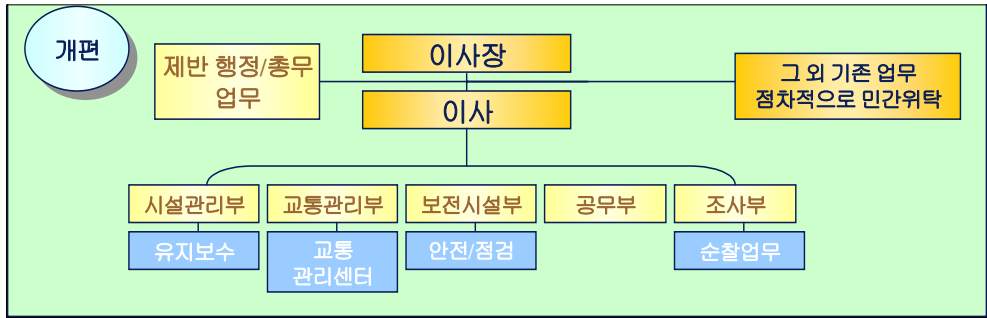 개편
제반 행정/총무
업무
이사장
그 외 기존 업무
점차적으로 민간위탁
이사
시설관리부
교통관리부
보전시설부
공무부
조사부
유지보수
교통
관리센터
안전/점검
순찰업무